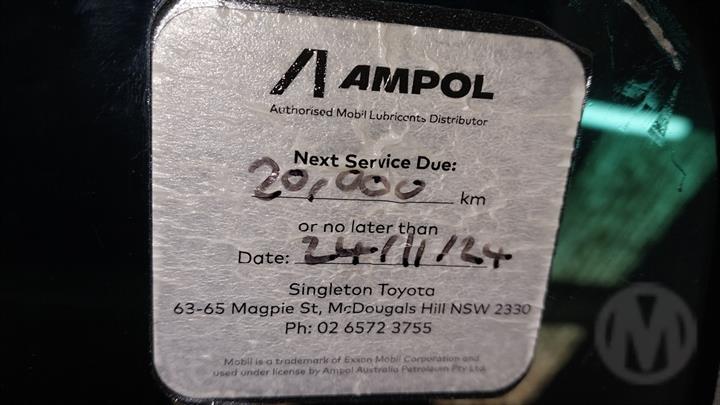 AMPOL
Authorised Mobil Lubricants Distributor
Next Service Due:
20,000 km
or no later than
Date: 24/11/24
Singleton Toyota
63-65 Magpie St, McDougals Hill NSW 2330
Ph: 02 6572 3755
Mobil is a trademark of Exxon Mobil Corporation and
used under license by Ampol Australia Petroleum Pty Ltd
M